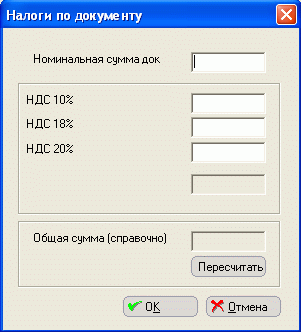 Налоги по документу
Номинальная сумма док
НДС 10%
НДС 18%
НДС 20%
Общая сумма (справочно)
Пересчитать
OK
Отмена